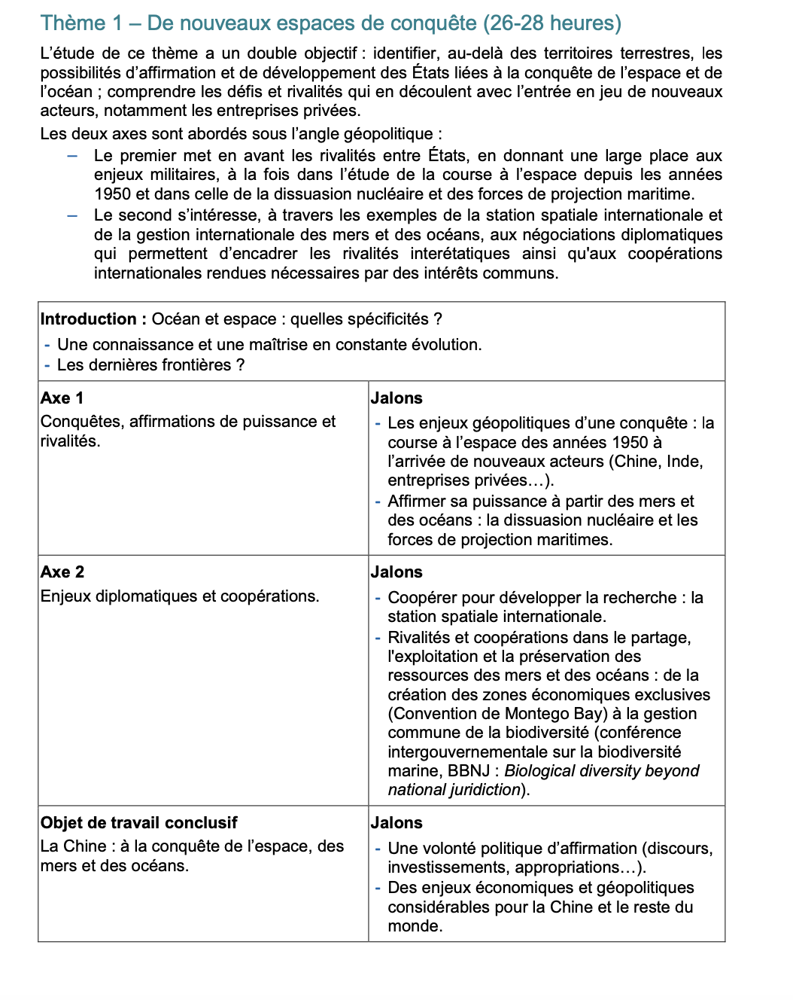 Thème 1 – De nouveaux espaces de conquête (26-28 heures)
L'étude de ce thème a un double objectif : identifier, au-delà des territoires terrestres, les
possibilités d'affirmation et de développement des États liées à la conquête de l'espace et de
l'océan ; comprendre les défis et rivalités qui en découlent avec l'entrée en jeu de nouveaux
acteurs, notamment les entreprises privées.
Les deux axes sont abordés sous l'angle géopolitique :
– Le premier met en avant les rivalités entre États, en donnant une large place aux
enjeux militaires, à la fois dans l'étude de la course à l'espace depuis les années
1950 et dans celle de la dissuasion nucléaire et des forces de projection maritime.
– Le second s'intéresse, à travers les exemples de la station spatiale internationale et
de la gestion internationale des mers et des océans, aux négociations diplomatiques
qui permettent d'encadrer les rivalités interétatiques ainsi qu'aux coopérations
internationales rendues nécessaires par des intérêts communs.
Introduction : Océan et espace : quelles spécificités ?
- Une connaissance et une maîtrise en constante évolution.
- Les dernières frontières ?
Axe 1
Conquêtes, affirmations de puissance et
rivalités.
Jalons
- Les enjeux géopolitiques d'une conquête : la
course à l'espace des années 1950 à
l'arrivée de nouveaux acteurs (Chine, Inde,
entreprises privées…).
- Affirmer sa puissance à partir des mers et
des océans : la dissuasion nucléaire et les
forces de projection maritimes.
Axe 2
Enjeux diplomatiques et coopérations.
Jalons
- Coopérer pour développer la recherche : la
station spatiale internationale.
- Rivalités et coopérations dans le partage,
l'exploitation et la préservation des
ressources des mers et des océans : de la
création des zones économiques exclusives
(Convention de Montego Bay) à la gestion
commune de la biodiversité (conférence
intergouvernementale sur la biodiversité
marine, BBNJ : Biological diversity beyond
national juridiction).
Objet de travail conclusif
La Chine : à la conquête de l'espace, des
mers et des océans.
Jalons
- Une volonté politique d'affirmation (discours,
investissements, appropriations…).
- Des enjeux économiques et géopolitiques
considérables pour la Chine et le reste du
monde.